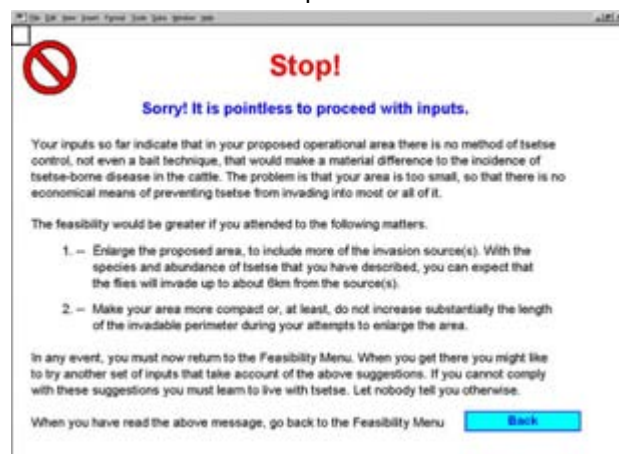 File Edit View Insert Format Tools Data Window Help
Stop!
Sorry! It is pointless to proceed with inputs.
Your inputs so far indicate that in your proposed operational area there is no method of tsetse
control, not even a bait technique, that would make a material difference to the incidence of
tsetse-borne disease in the cattle. The problem is that your area is too small, so that there is no
economical means of preventing tsetse from invading into most or all of it.
The feasibility would be greater if you attended to the following matters.
1. -- Enlarge the proposed area, to include more of the invasion source(s). With the
species and abundance of tsetse that you have described, you can expect that
the flies will invade up to about 6km from the source(s).
2. -- Make your area more compact or, at least, do not increase substantially the length
of the invadable perimeter during your attempts to enlarge the area.
In any event, you must now return to the Feasibility Menu. When you get there you might like
to try another set of inputs that take account of the above suggestions. If you cannot comply
with these suggestions you must learn to live with tsetse. Let nobody tell you otherwise.
When you have read the above message, go back to the Feasibility Menu
Back